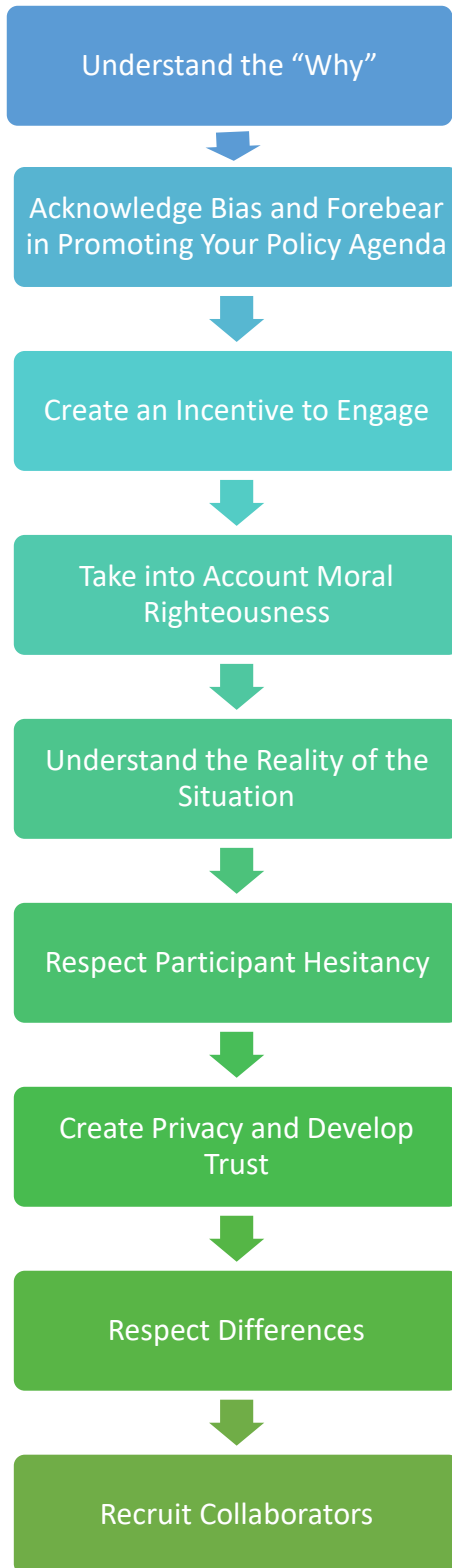 Understand the “Why”
Acknowledge Bias and Forebear
in Promoting Your Policy Agenda
Create an Incentive to Engage
Take into Account Moral
Righteousness
Understand the Reality of the
Situation
Respect Participant Hesitancy
Create Privacy and Develop
Trust
Respect Differences
Recruit Collaborators